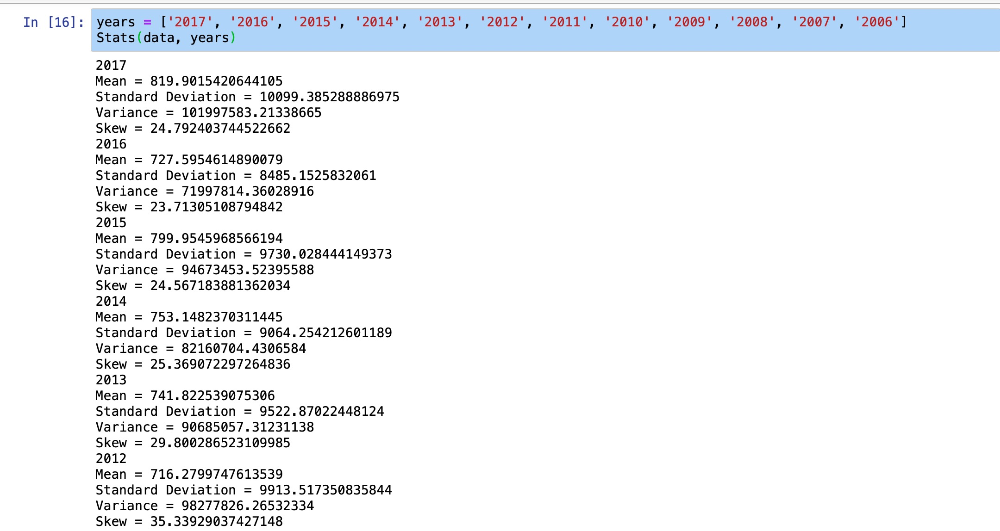 In [16]: years = ['2017', '2016', '2015', '2014', '2013', '2012', '2011', '2010', '2009', '2008', '2007', '2006']
Stats(data, years)
2017
Mean = 819.9015420644105
Standard Deviation = 10099.385288886975
Variance = 101997583.21338665
Skew = 24.792403744522662
2016
Mean = 727.5954614890079
Standard Deviation = 8485.1525832061
Variance = 71997814.36028916
Skew = 23.71305108794842
2015
Mean = 799.9545968566194
Standard Deviation = 9730.028444149373
Variance = 94673453.52395588
Skew = 24.567183881362034
2014
Mean = 753.1482370311445
Standard Deviation = 9064.254212601189
Variance = 82160704.4306584
Skew = 25.369072297264836
2013
Mean = 741.822539075306
Standard Deviation = 9522.87022448124
Variance = 90685057.31231138
Skew = 29.800286523109985
2012
Mean = 716.2799747613539
Standard Deviation = 9913.517350835844
Variance = 98277826.26532334
Skew = 35.33929037427148